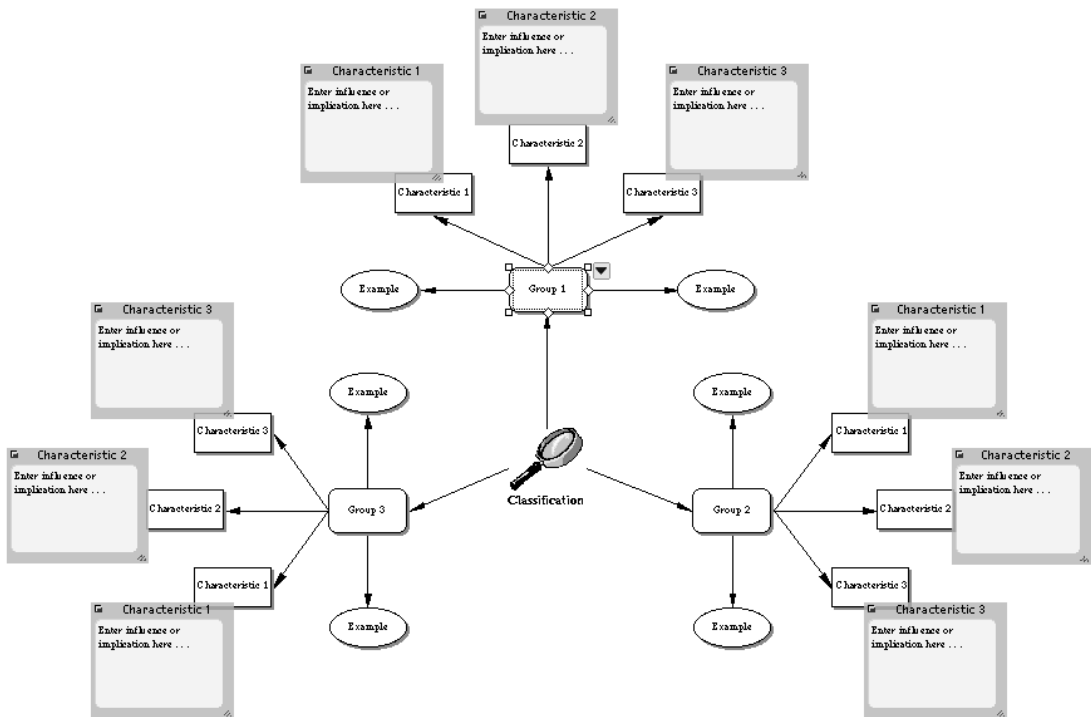 Characteristic 2
Enter influence or
implication here . . .
Characteristic 1
Enter influence or
implication here . . .
Characteristic 3
Enter influence or
implication here . . .
Characteristic 2
Characteristic 1
Characteristic 3
Example
Group 1
Example
Characteristic 3
Enter influence or
implication here . . .
Characteristic 1
Enter influence or
implication here . . .
Example
Example
Characteristic 3
Characteristic 1
Characteristic 2
Enter influence or
implication here . . .
Characteristic 2
Enter influence or
implication here . . .
Classification
Characteristic 2
Group 3
Group 2
Characteristic 2
Characteristic 1
Characteristic 3
Characteristic 1
Enter influence or
implication here . . .
Characteristic 3
Enter influence or
implication here . . .
Example
Example